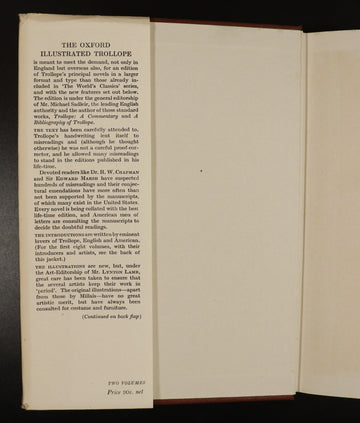 THE OXFORD
ILLUSTRATED TROLLOPE
is meant to meet the demand, not only in
England but overseas also, for an edition
of Trollope's principal novels in a larger
format and type than those already in-
cluded in 'The World's Classics' series,
and with the new features set out below.
The edition is under the general editorship
of Mr. Michael Sadleir, the leading English
authority and the author of those standard
works, Trollope: A Commentary and A
Bibliography of Trollope.
THE TEXT has been carefully attended to.
Trollope's handwriting lent itself to
misreadings and (although he thought
otherwise) he was not a careful proof-cor-
rector, and he allowed many misreadings
to stand in the editions published in his
life-time.
Devoted readers like Dr. R. W. CHAPMAN
and Sir EDWARD MARSH have suspected
hundreds of misreadings and their conjec-
tural emendations have more often than
not been supported by the manuscripts,
of which many exist in the United States.
Every novel is being collated with the best
life-time edition, and American men of
letters are consulting the manuscripts to
decide the doubtful readings.
THE INTRODUCTIONS are written by eminent
lovers of Trollope, English and American.
(For the first eight volumes, with their
introducers and artists, see the back of
this jacket.)
THE ILLUSTRATIONS are new, but, under
the Art-Editorship of Mr. LYNTON LAMB,
great care has been taken to ensure that
the several artists keep their work in
'period'. The original illustrations—apart
from those by Millais—have no great
artistic merit, but have always been
consulted for costume and furniture.
(Continued on back flap)
TWO VOLUMES
Price 30s. net